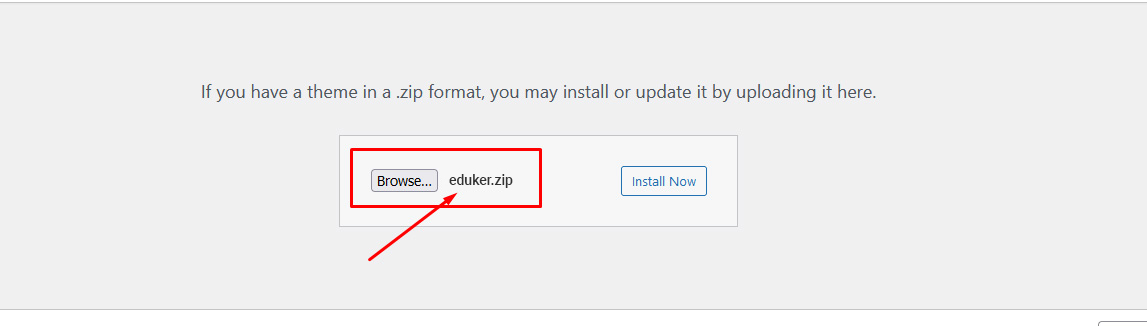 If you have a theme in a .zip format, you may install or update it by uploading it here.
Browse... eduker.zip Install Now